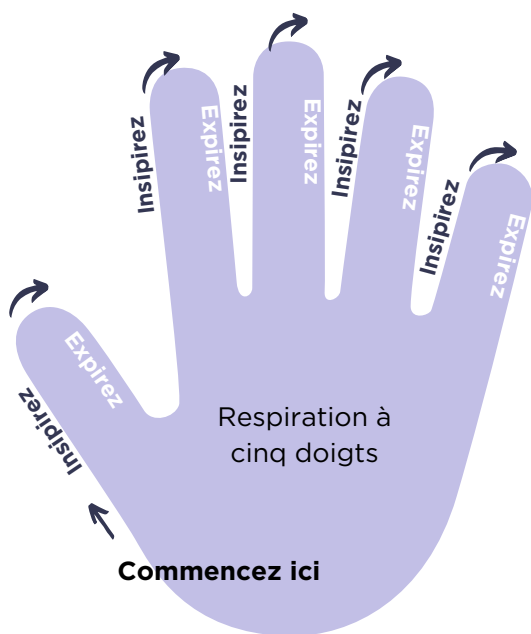 Insipirez
Expirez
Insipirez
Expirez
Insipirez
Expirez
Insipirez
Expirez
Insipirez
Expirez
Respiration à
cinq doigts
Commencez ici